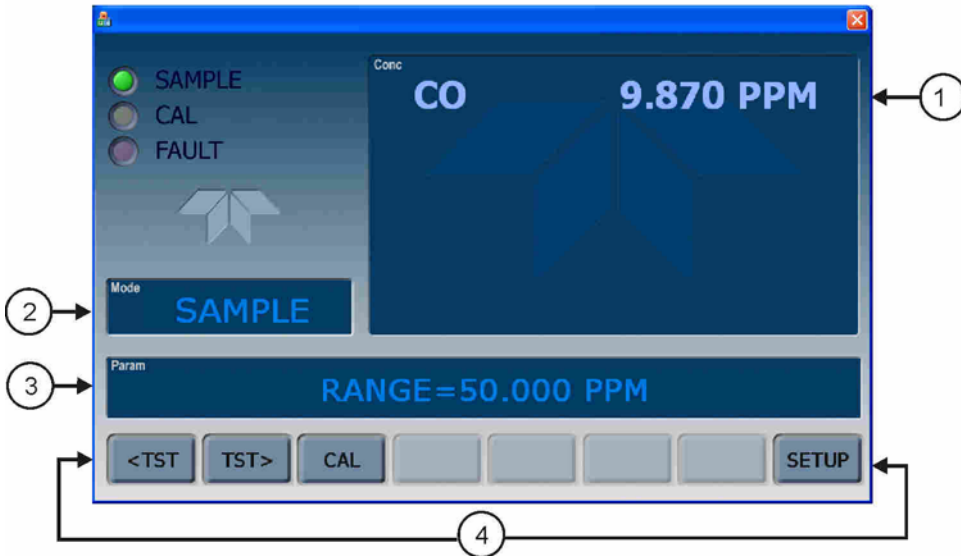 SAMPLE
CAL
FAULT
Conc
CO 9.870 PPM
1
Mode
SAMPLE
2
Param
RANGE=50.000 PPM
3
<TST TST> CAL SETUP
4